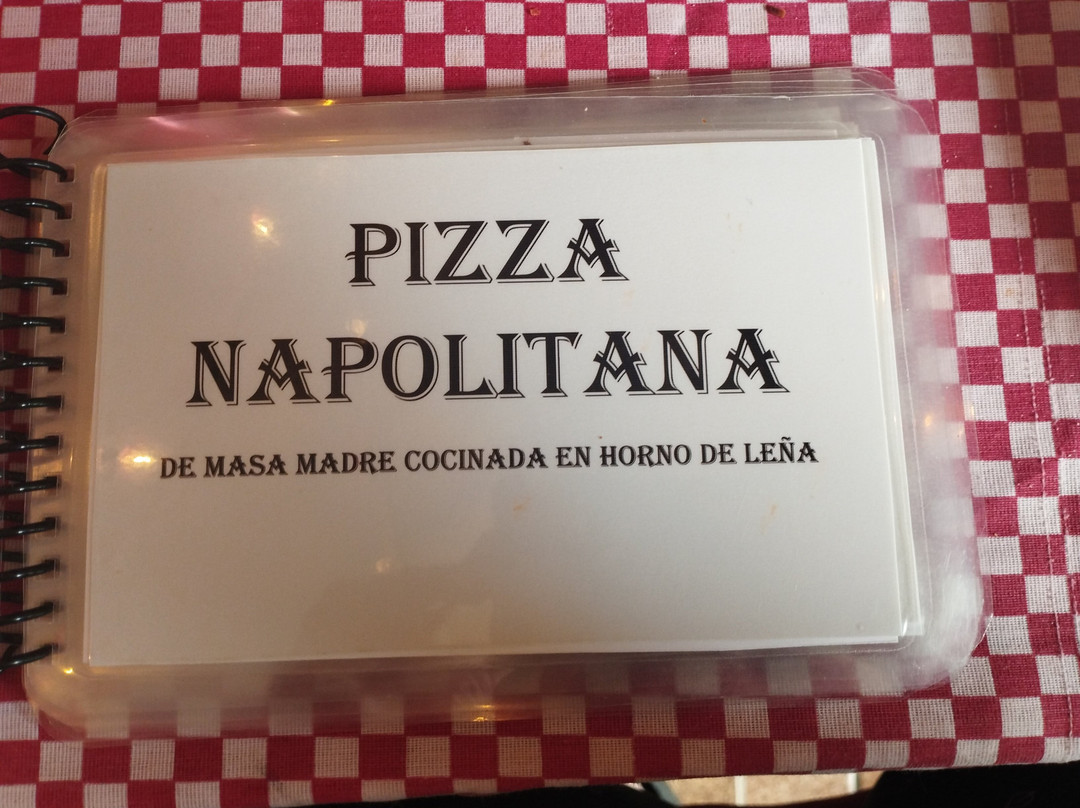 PIZZA
NAPOLITANA
DE MASA MADRE COCINADA EN HORNO DE LEÑA